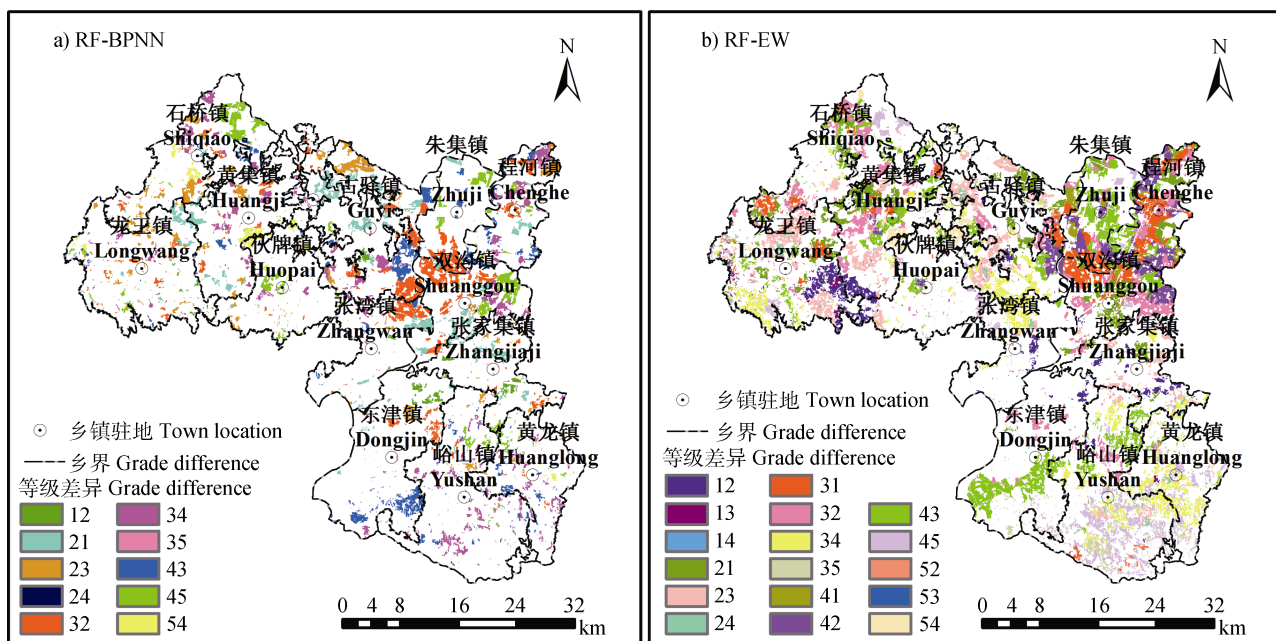 a) RF-BPNN
N
石桥镇
Shiqiao
朱集镇
Zhuji
程河镇
Chenghe
黄集镇
Huangji
古驿镇
Guyi
龙王镇
Longwang
伙牌镇
Huopai
双沟镇
Shuanggou
张湾镇
Zhangwan
张家集镇
Zhangjiaji
东津镇
Dongjin
黄龙镇
Huanglong
峪山镇
Yushan
乡镇驻地 Town location
乡界 Grade difference
等级差异 Grade difference
12 34
21 35
23 43
24 45
32 54
0 4 8 16 24 32
km
b) RF-EW
N
石桥镇
Shiqiao
朱集镇
Zhuji
程河镇
Chenghe
黄集镇
Huangji
古驿镇
Guyi
龙王镇
Longwang
伙牌镇
Huopai
双沟镇
Shuanggou
张湾镇
Zhangwan
张家集镇
Zhangjiaji
东津镇
Dongjin
黄龙镇
Huanglong
峪山镇
Yushan
乡镇驻地 Town location
乡界 Grade difference
等级差异 Grade difference
12 31
13 32 43
14 34 45
21 35 52
23 41 53
24 42 54
0 4 8 16 24 32
km